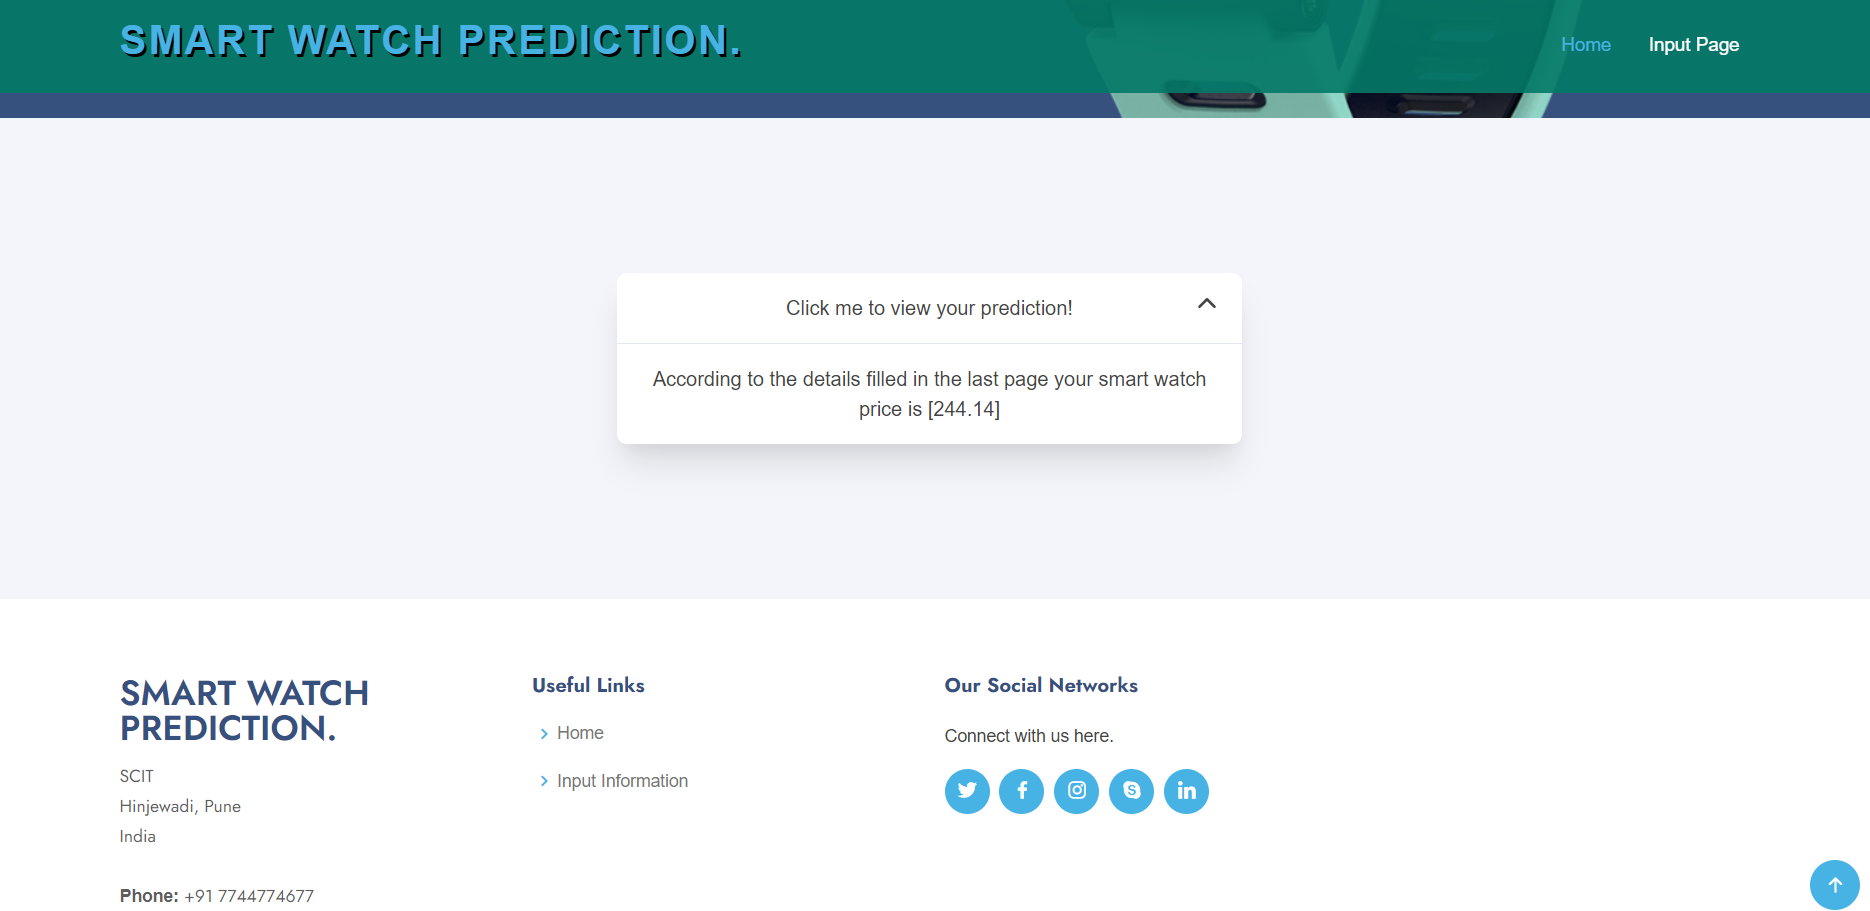 SMART WATCH PREDICTION.
Home
Input Page
Click me to view your prediction!
According to the details filled in the last page your smart watch
price is [244.14]
SMART WATCH
PREDICTION.
SCIT
Hinjewadi, Pune
India
Phone: +91 7744774677
Useful Links
Home
Input Information
Our Social Networks
Connect with us here.